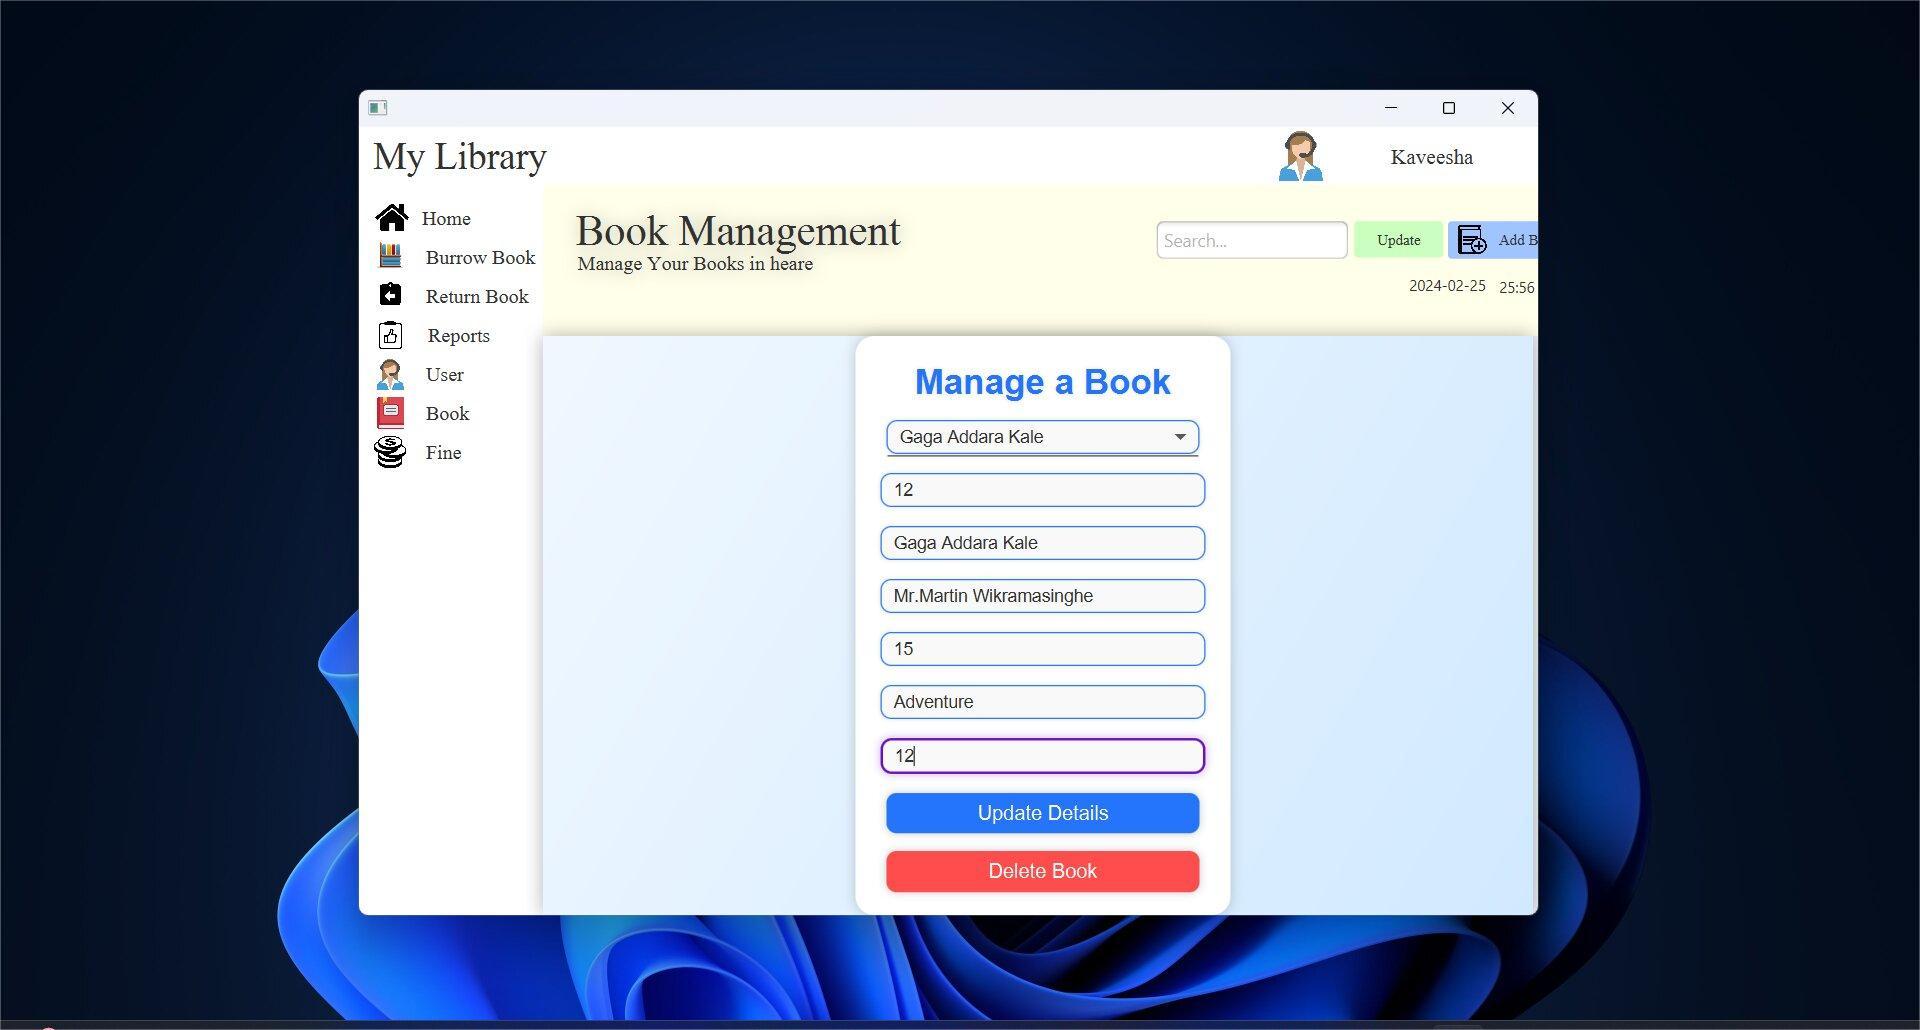 My Library
Kaveesha
Home
Burrow Book
Return Book
Reports
User
Book
Fine
Book Management
Manage Your Books in heare
Search...
Update
Add B
2024-02-25 25:56
Manage a Book
Gaga Addara Kale
12
Gaga Addara Kale
Mr.Martin Wikramasinghe
15
Adventure
12
Update Details
Delete Book